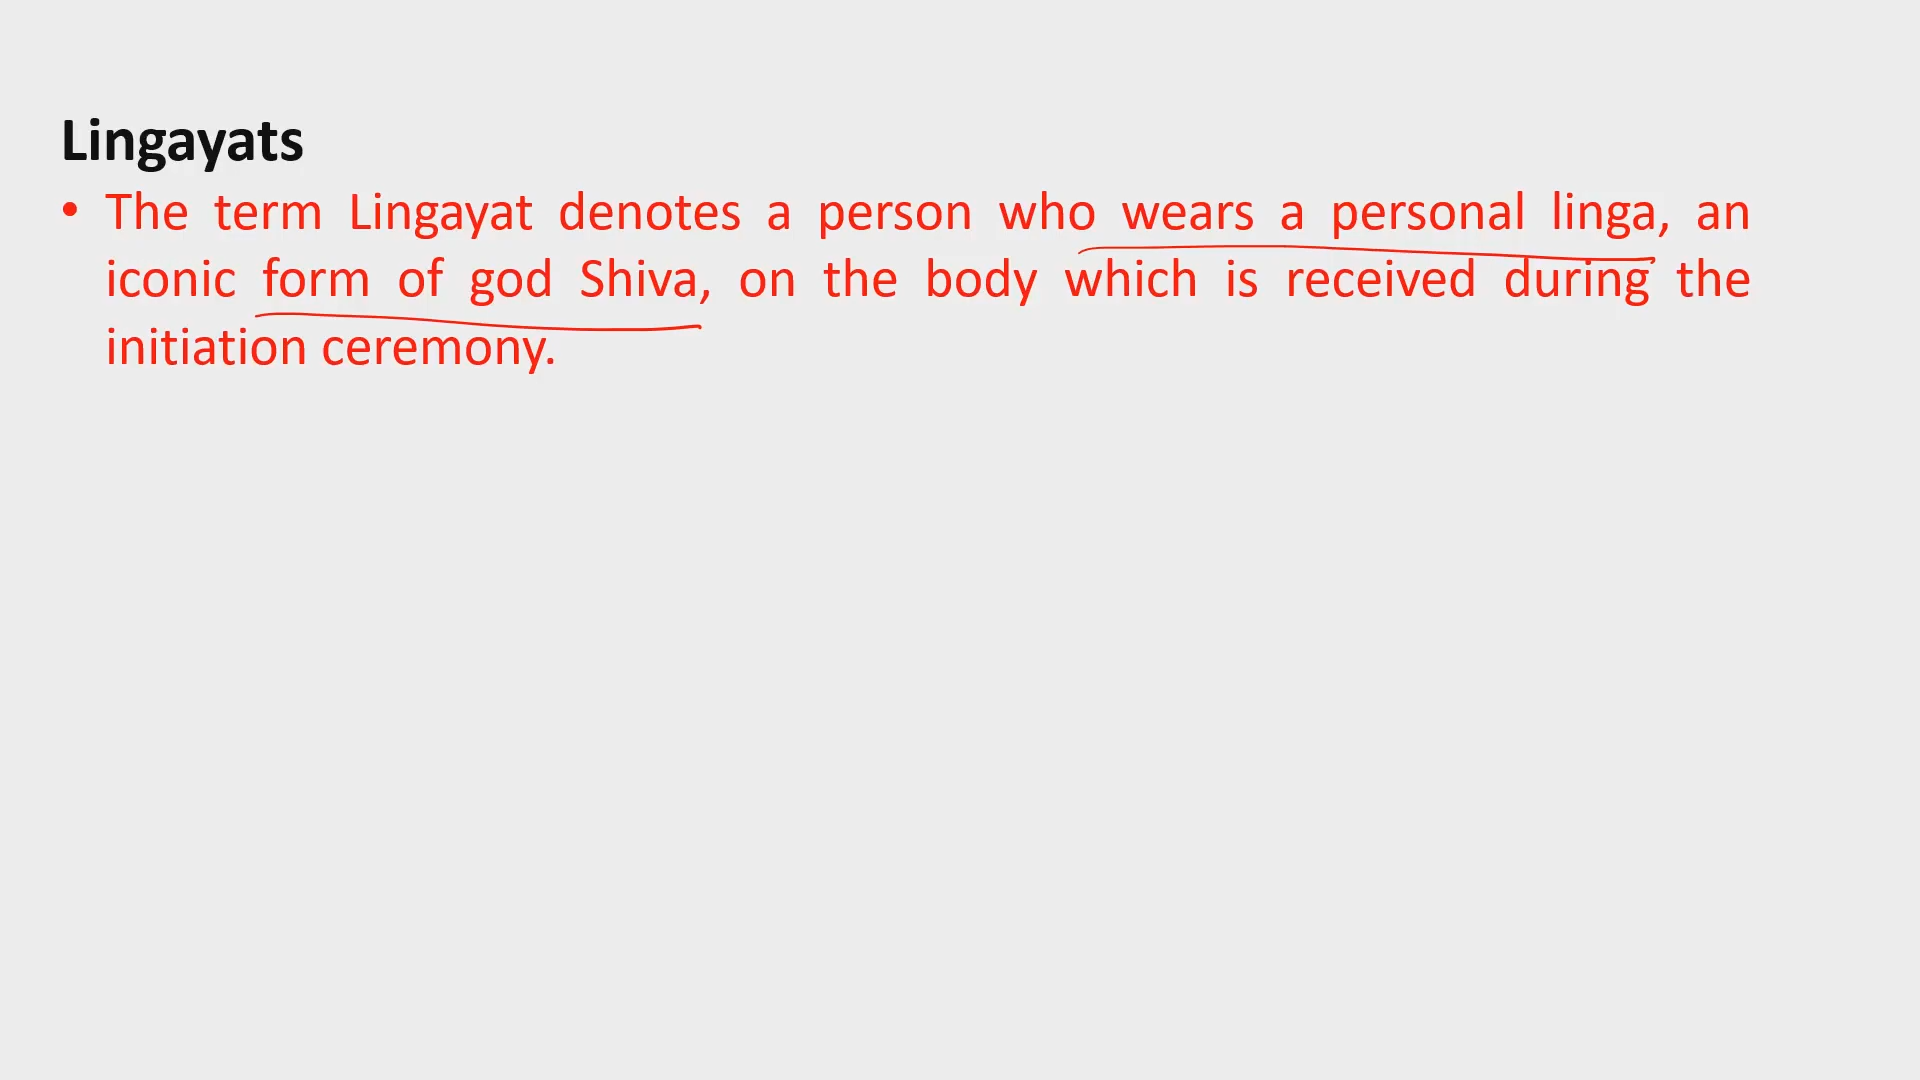 Lingayats
• The term Lingayat denotes a person who wears a personal linga, an
iconic form of god Shiva, on the body which is received during the
initiation ceremony.